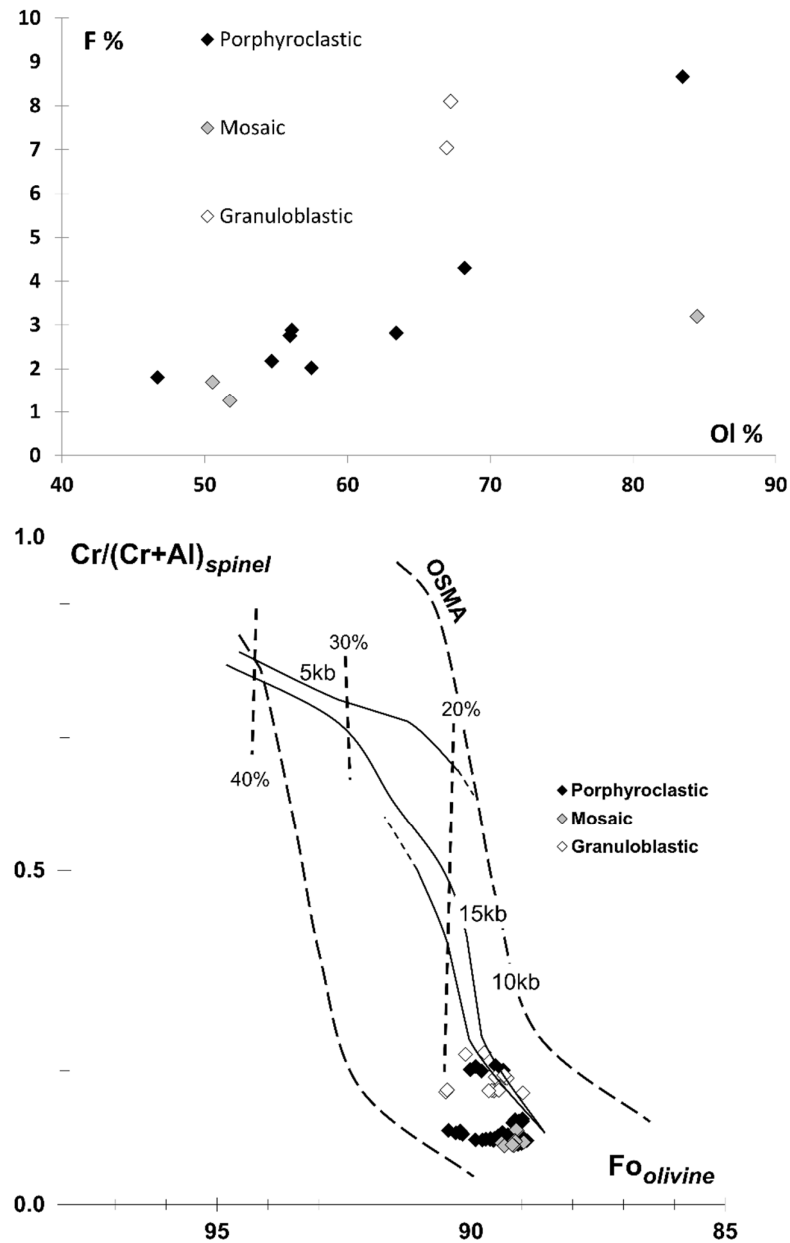 10
F %
Porphyroclastic
9
8
Mosaic
7
6
Granuloblastic
5
4
3
2
1
Ol %
0
40 50 60 70 80 90
1.0
Cr/(Cr+Al)spinel
OSMA
30%
5kb
20%
40%
Porphyroclastic
Mosaic
Granuloblastic
0.5
15kb
10kb
Foolivine
0.0
95 90 85